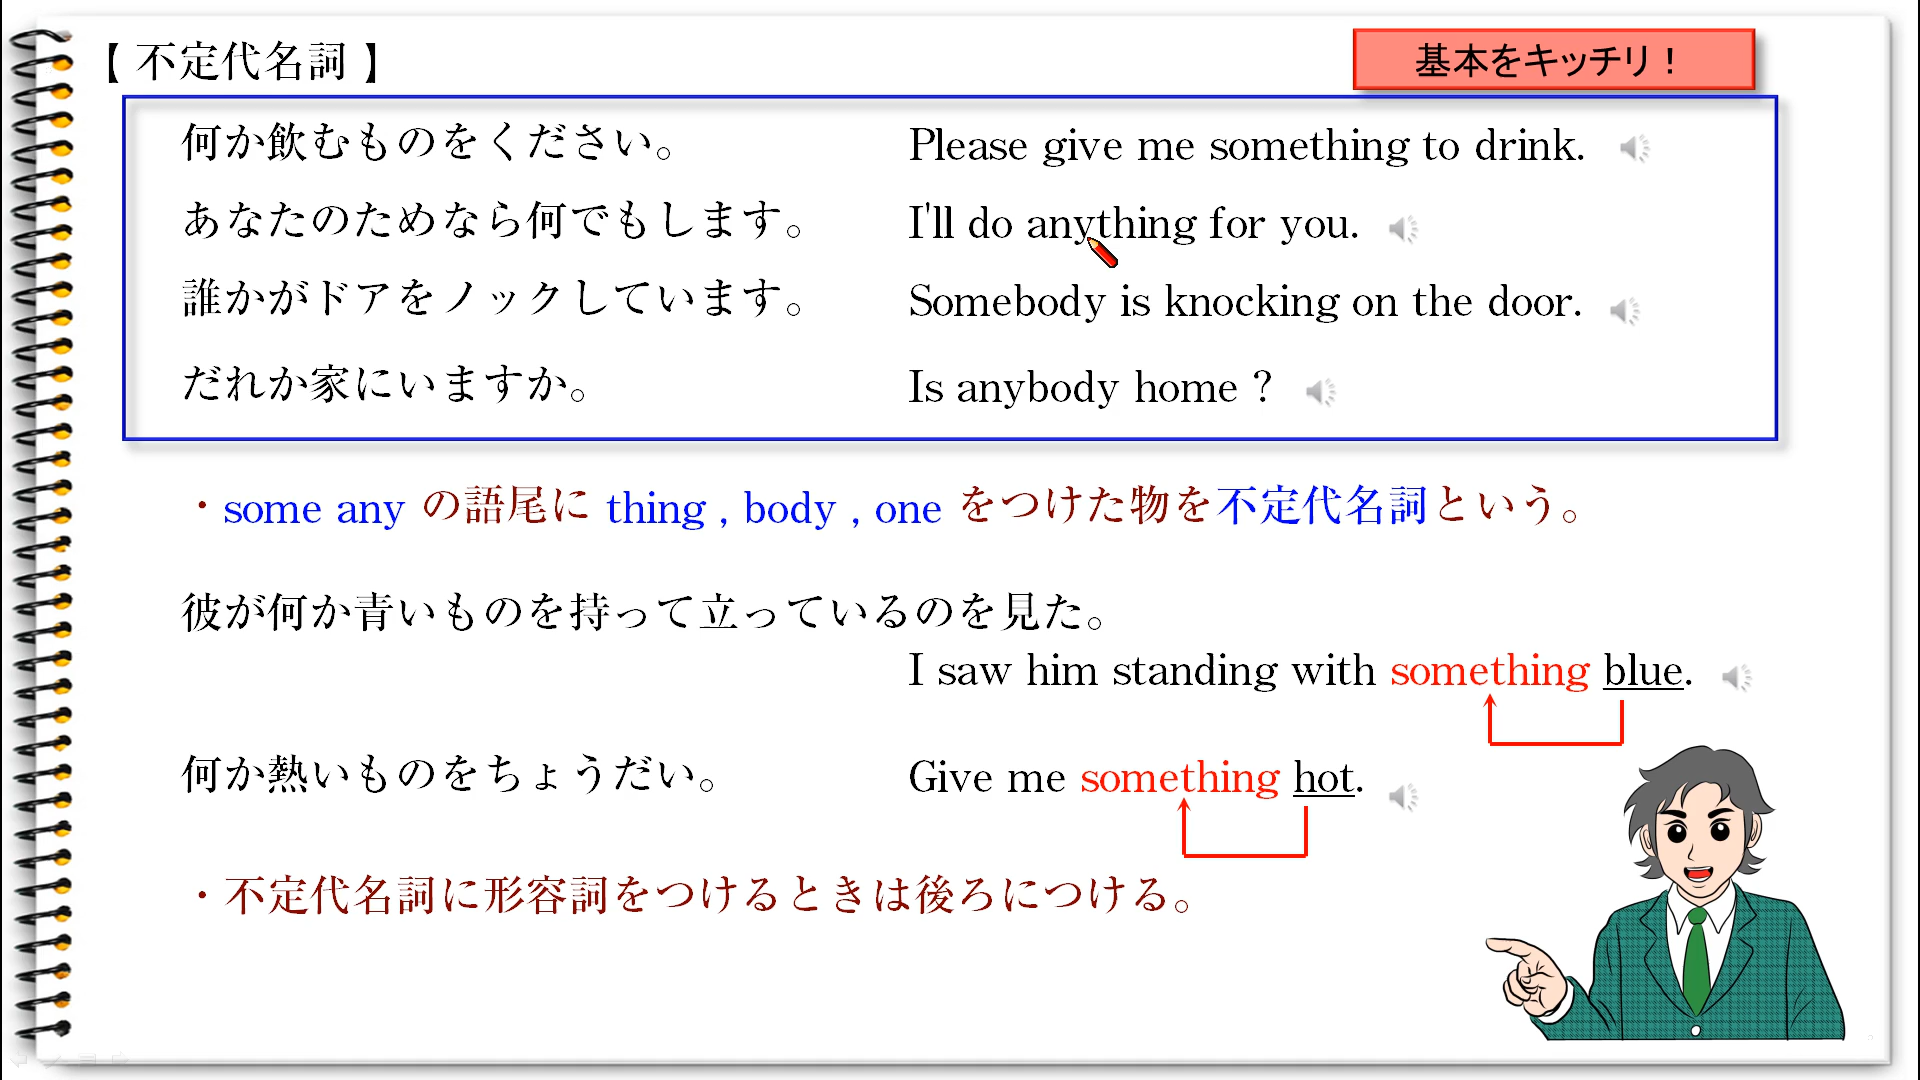 【 不定代名詞 】
基本をキッチリ！
何か飲むものをください。 Please give me something to drink.
あなたのためなら何でもします。 I'll do anything for you.
誰かがドアをノックしています。 Somebody is knocking on the door.
だれか家にいますか。 Is anybody home ?
・some any の語尾に thing , body , one をつけた物を不定代名詞という。
彼が何か青いものを持って立っているのを見た。
I saw him standing with something blue.
何か熱いものをちょうだい。 Give me something hot.
・不定代名詞に形容詞をつけるときは後ろにつける。